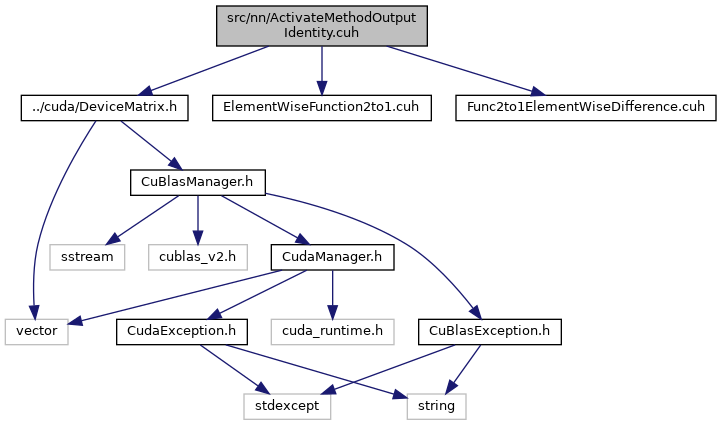 src/nn/ActivateMethodOutput
Identity.cuh
../cuda/DeviceMatrix.h
ElementWiseFunction2to1.cuh
Func2to1ElementWiseDifference.cuh
CuBlasManager.h
sstream
cublas_v2.h
CudaManager.h
vector
CudaException.h
cuda_runtime.h
CuBlasException.h
stdexcept
string